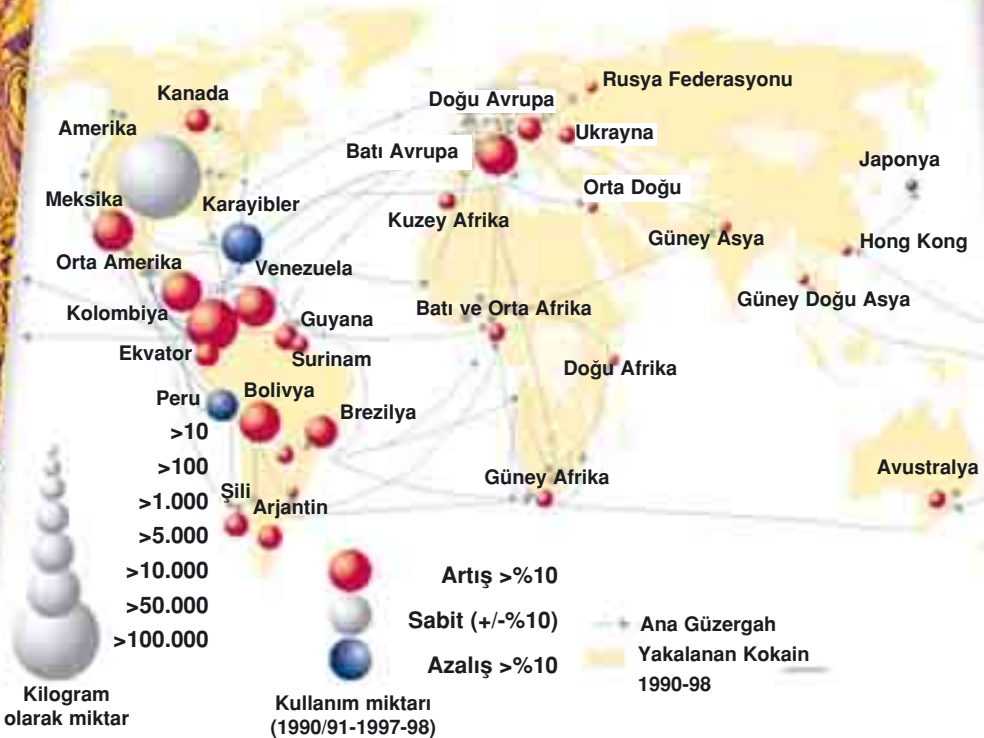 Kanada
Amerika
Meksika
Karayibler
Orta Amerika
Venezuela
Kolombiya
Guyana
Ekvator
Surinam
Peru
Bolivya
Brezilya
Şili
Arjantin
Rusya Federasyonu
Doğu Avrupa
Ukrayna
Batı Avrupa
Orta Doğu
Kuzey Afrika
Japonya
Güney Asya
Hong Kong
Güney Doğu Asya
Batı ve Orta Afrika
Doğu Afrika
Güney Afrika
Avustralya
>10
>100
>1.000
>5.000
>10.000
>50.000
>100.000
Kilogram
olarak miktar
Artış >%10
Sabit (+/-%10)
Azalış >%10
Kullanım miktarı
(1990/91-1997-98)
Ana Güzergah
Yakalanan Kokain
1990-98